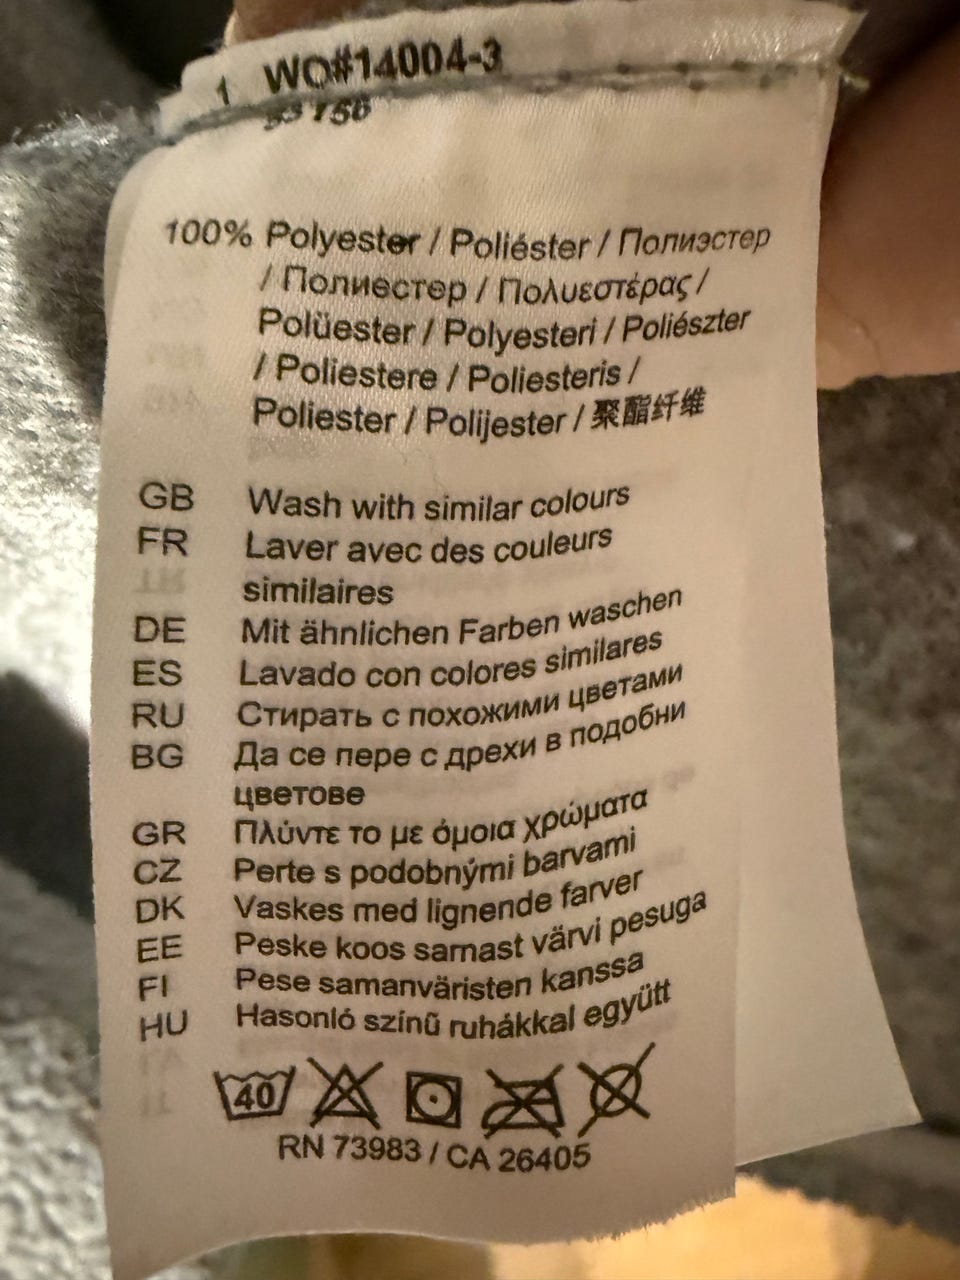 1 WO#14004-3
100% Polyester / Poliéster / Полиэстер
/ Полиестер / Πολυεστέρας /
Polüester / Polyesteri / Poliészter
/ Poliestere / Poliesteris /
Poliester / Polijester / 聚酯纤维
GB Wash with similar colours
FR Laver avec des couleurs
similaires
DE Mit ähnlichen Farben waschen
ES Lavado con colores similares
RU Стирать с похожими цветами
BG Да се пере с дрехи в подобни
цветове
GR Πλύντε το με όμοια χρώματα
CZ Perte s podobnými barvami
DK Vaskes med lignende farver
EE Peske koos samast värvi pesuga
FI Pese samanväristen kanssa
HU Hasonló színű ruhákkal együtt
40
RN 73983 / CA 26405